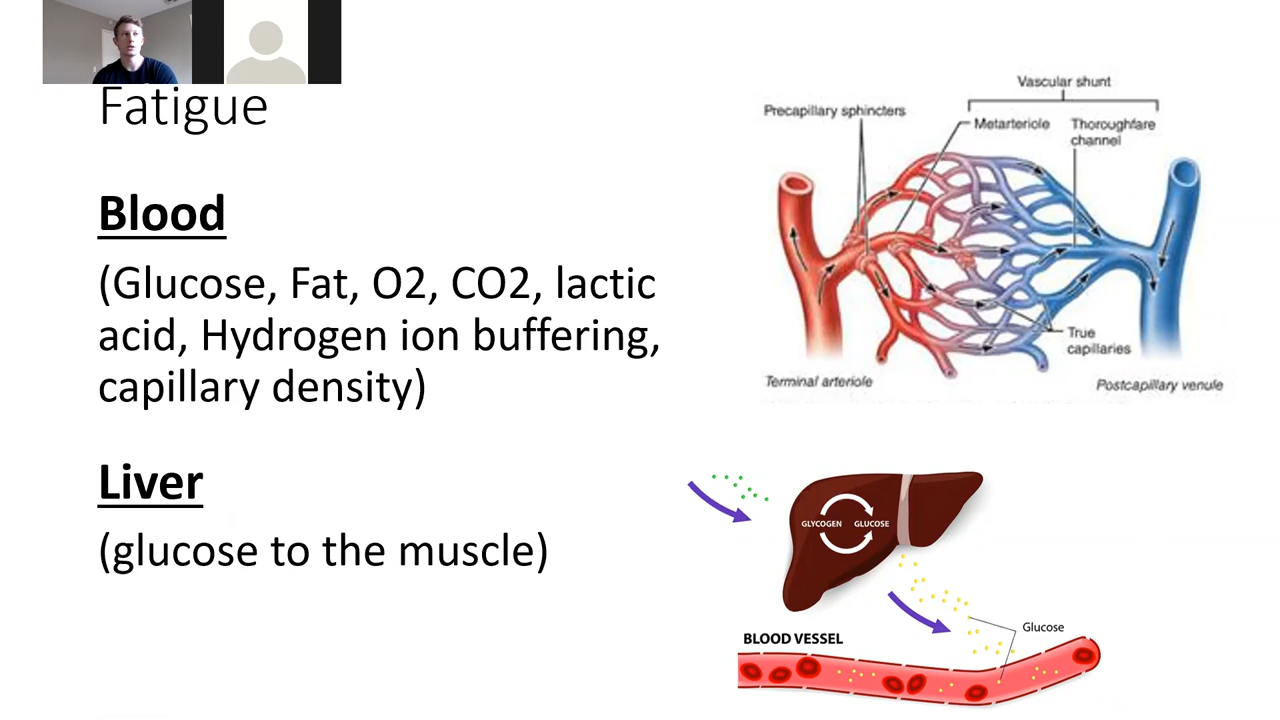 Fatigue
Blood
(Glucose, Fat, O2, CO2, lactic
acid, Hydrogen ion buffering,
capillary density)
Liver
(glucose to the muscle)
Vascular shunt
Precapillary sphincters
Metarteriole
Thoroughfare
channel
True
capillaries
Terminal arteriole
Postcapillary venule
GLYCOGEN
GLUCOSE
Glucose
BLOOD VESSEL